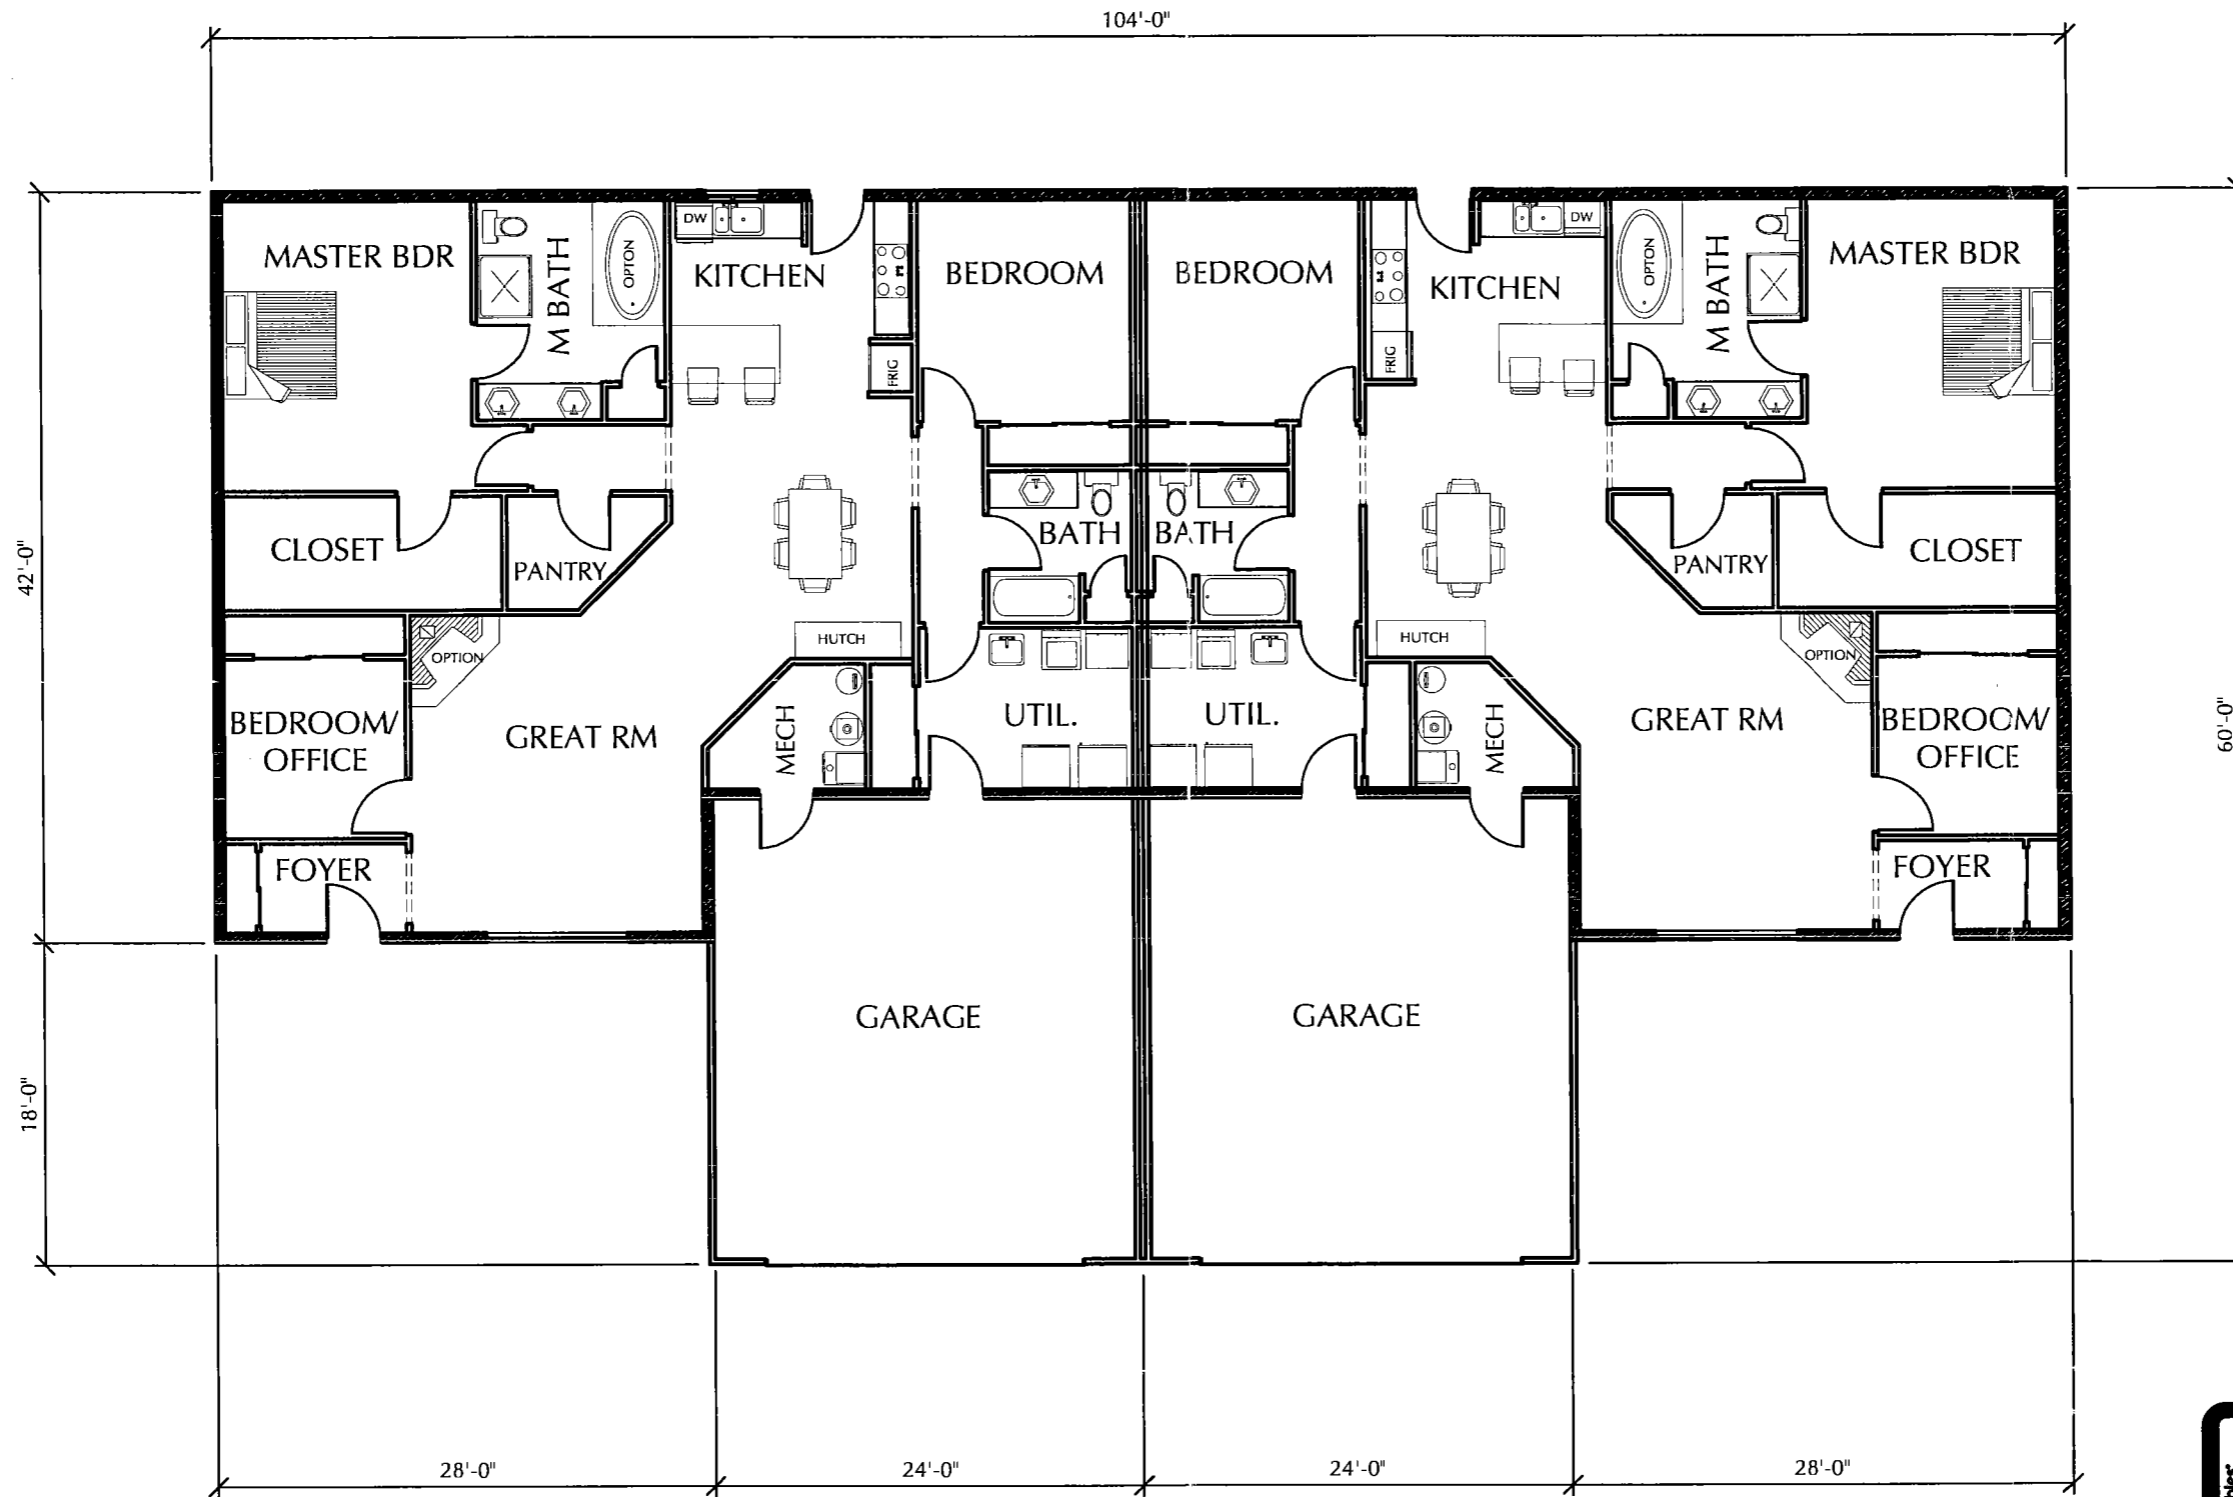 104'-0"
DW
DW
MASTER BDR
M BATH
OPTON
KITCHEN
BEDROOM
BEDROOM
KITCHEN
OPTON
M BATH
MASTER BDR
FRIG
FRIG
CLOSET
PANTRY
BATH
BATH
PANTRY
CLOSET
42'-0"
HUTCH
HUTCH
OPTION
OPTION
BEDROOM/
OFFICE
GREAT RM
MECH
UTIL.
UTIL.
MECH
GREAT RM
BEDROOM/
OFFICE
60'-0"
FOYER
FOYER
GARAGE
GARAGE
18'-0"
28'-0"
24'-0"
24'-0"
28'-0"